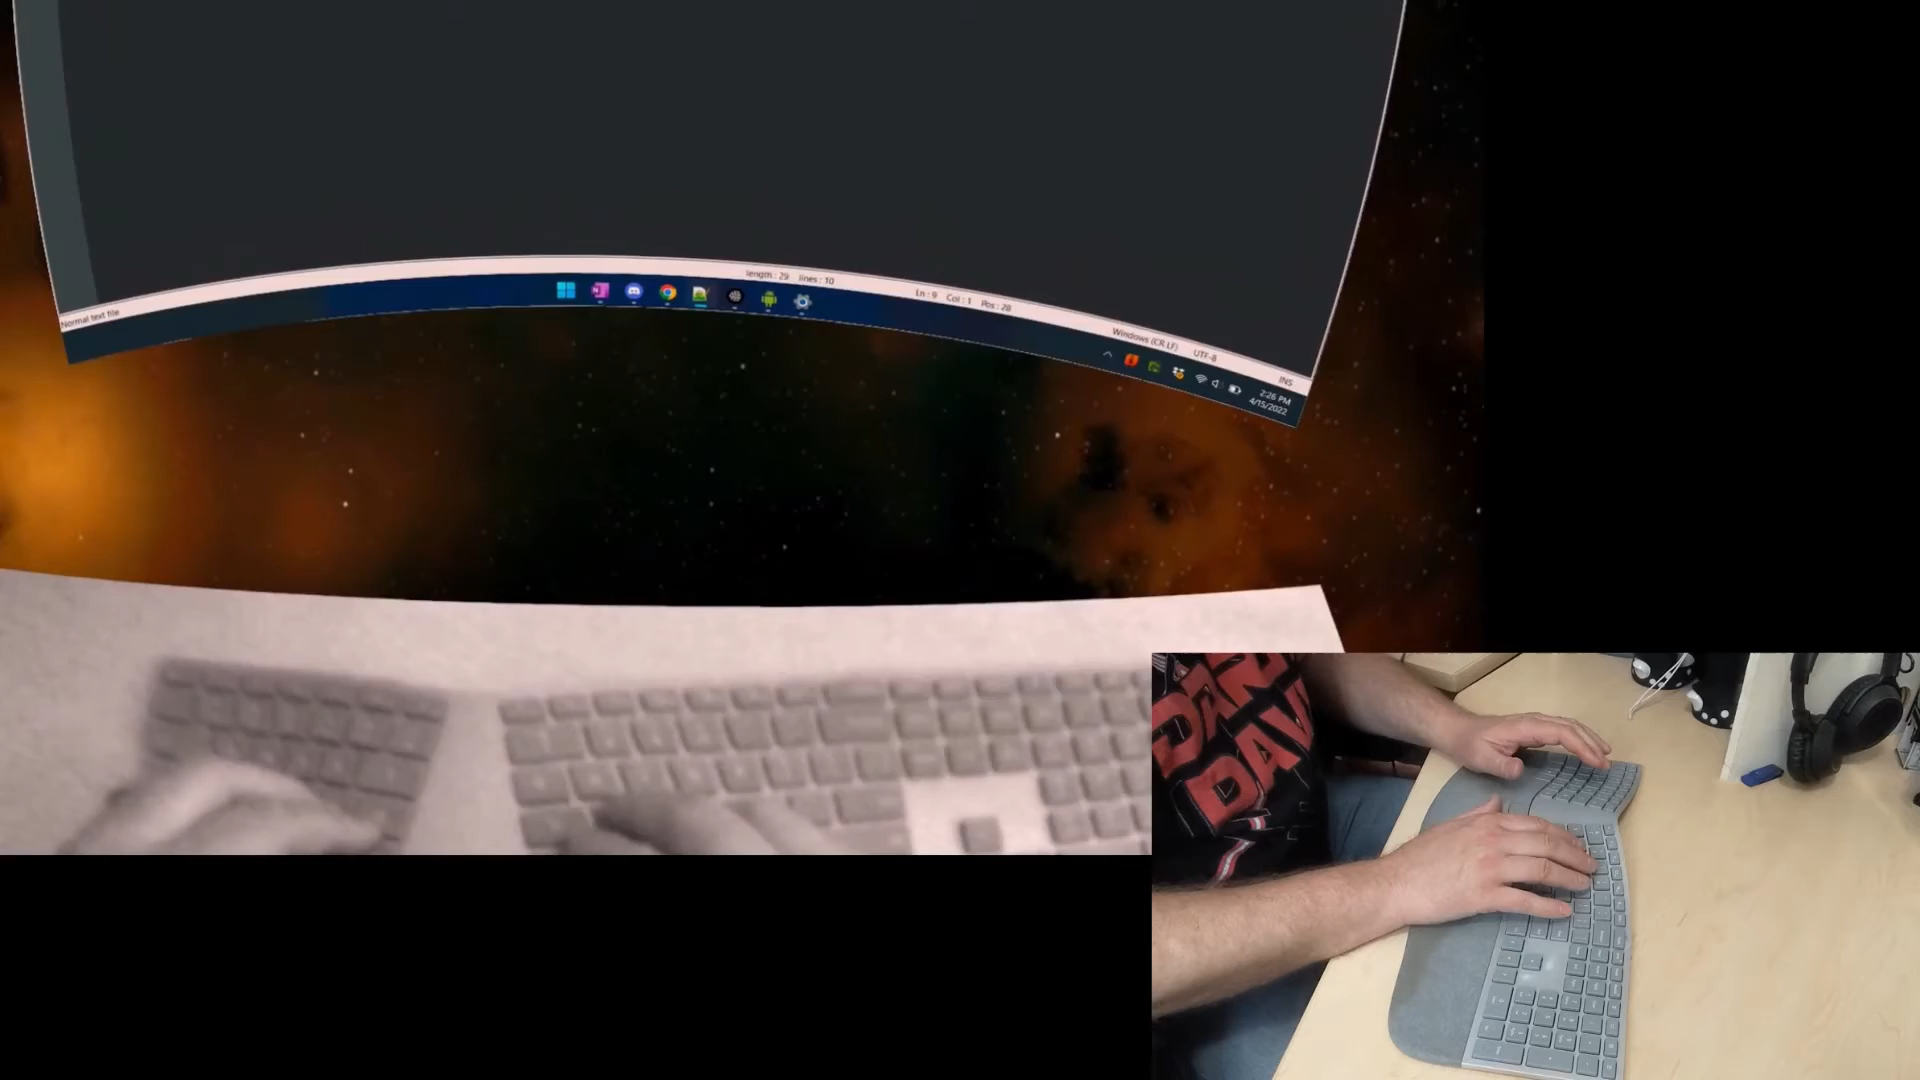 length : 29 lines : 10
Ln : 9 Col : 1 Pos : 28
Normal text file
Windows (CR LF) UTF-8
INS
2:26 PM
4/15/2022
DAV